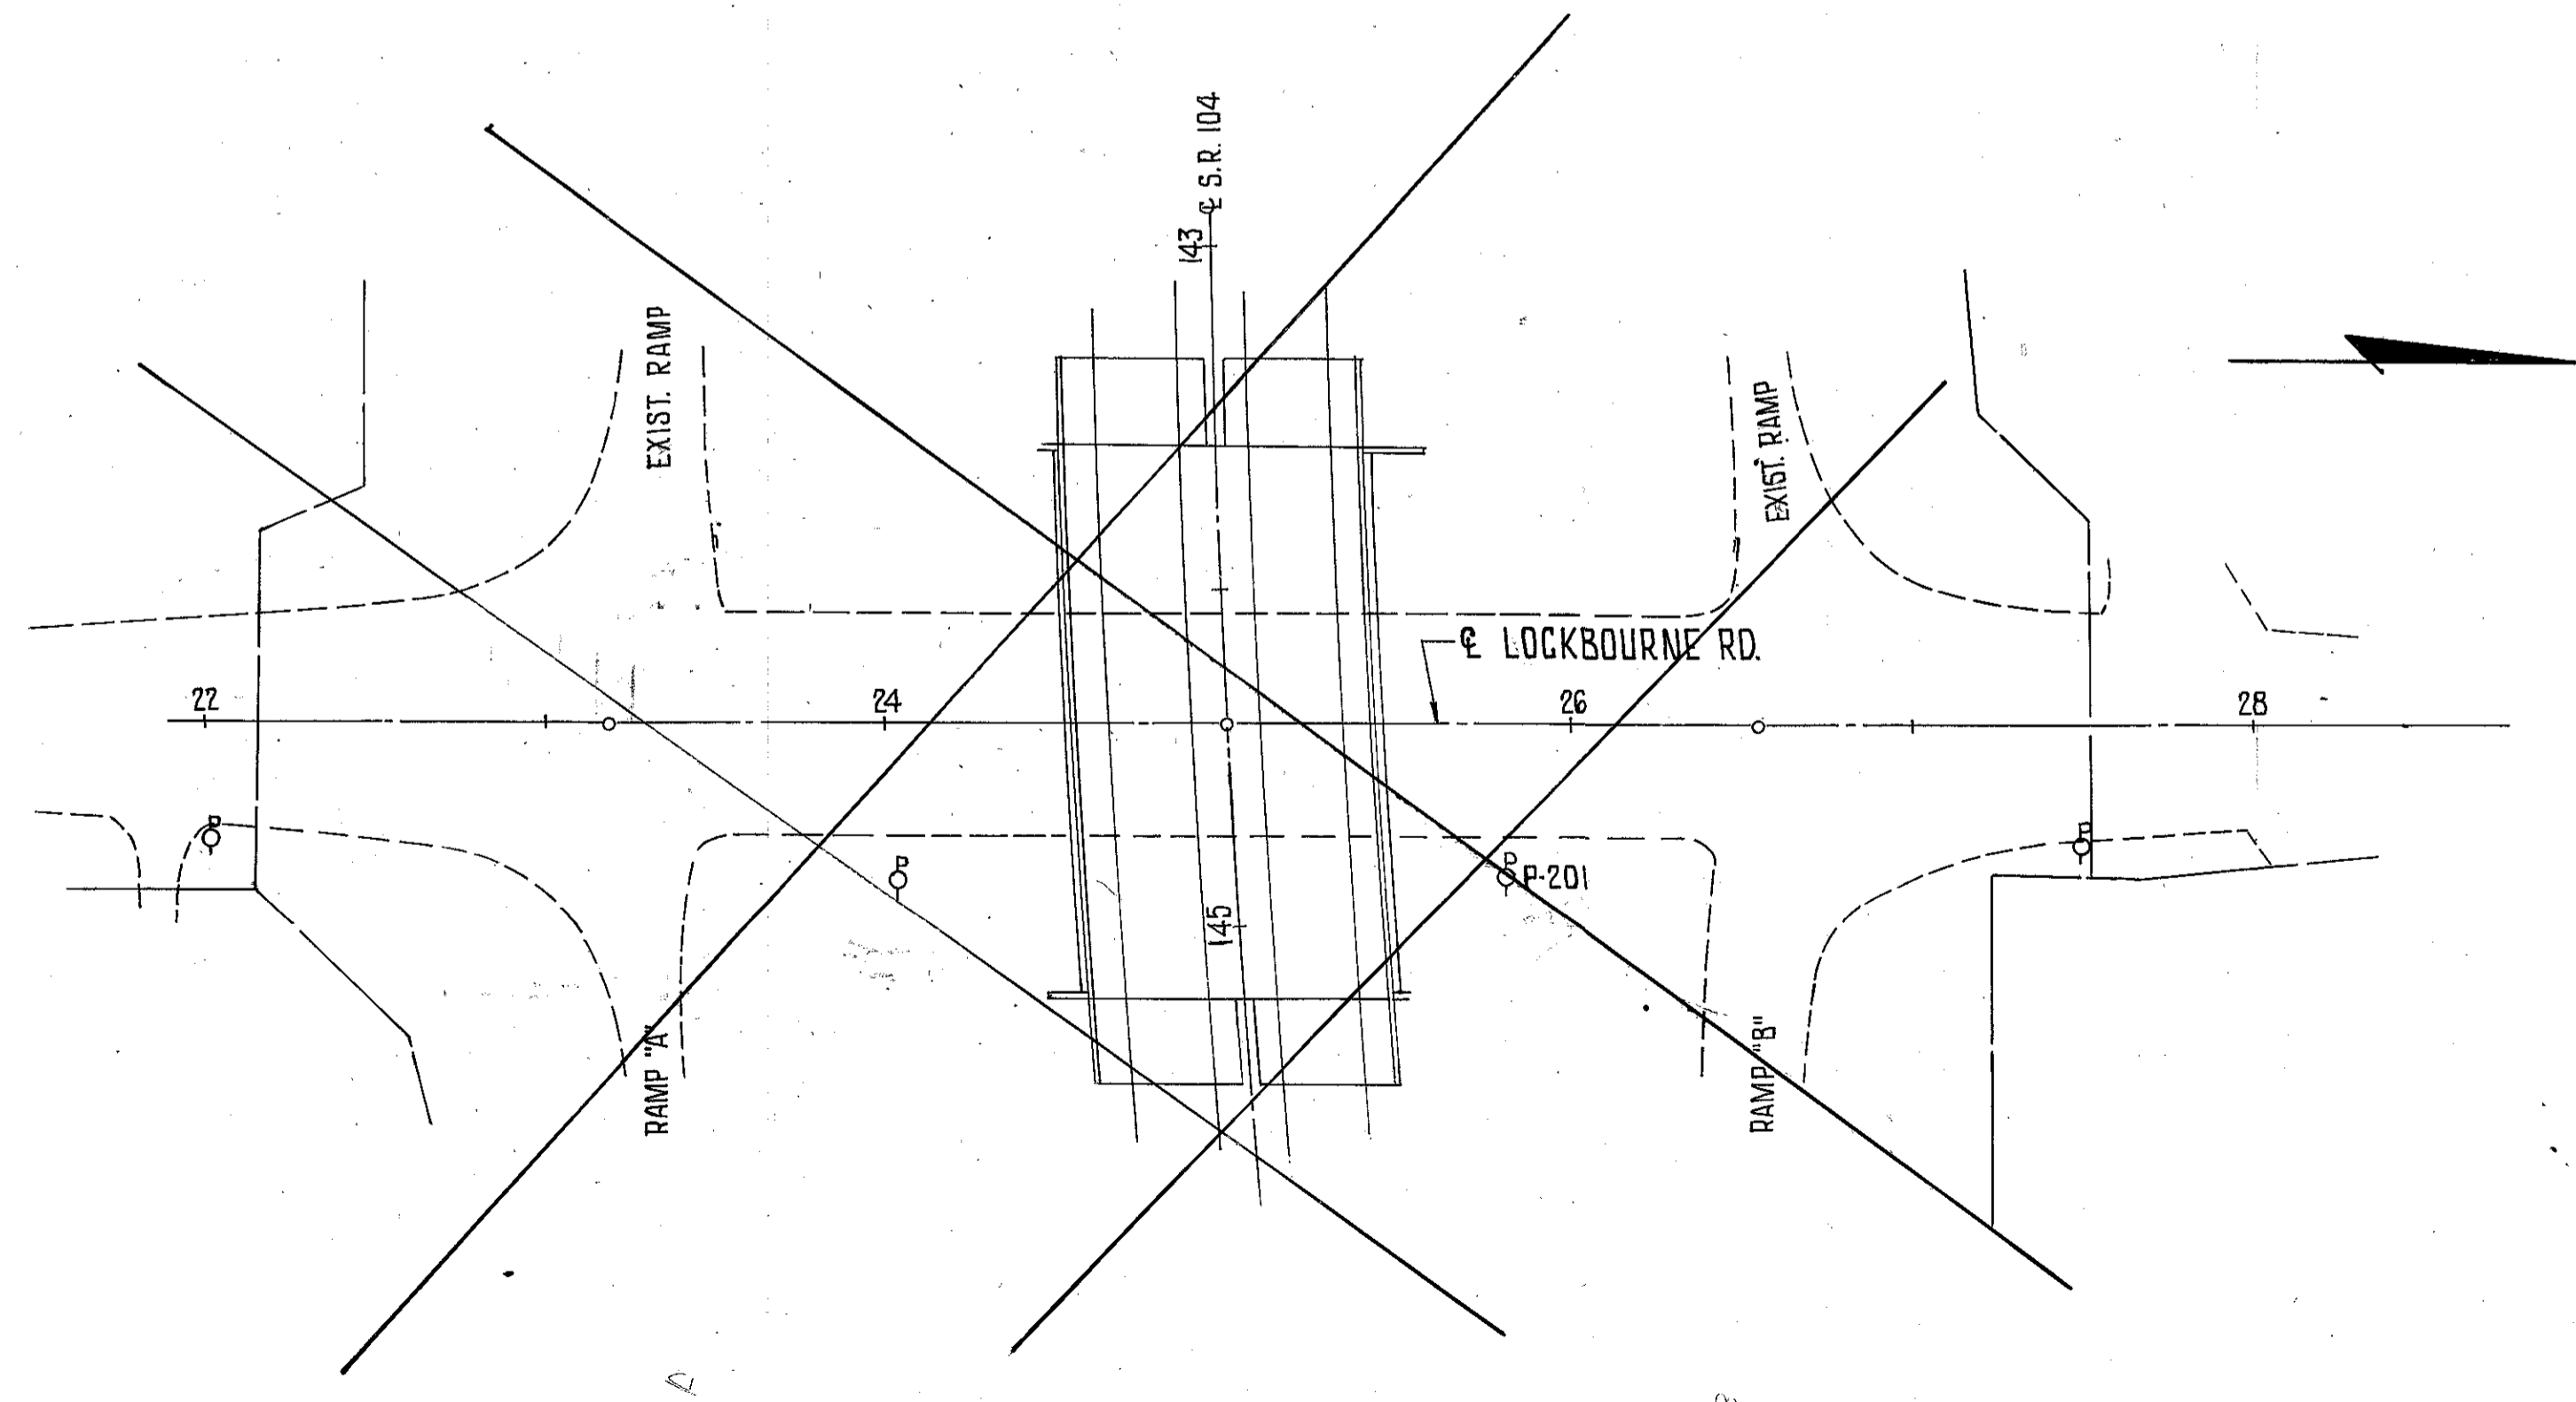 143 ℄ S.R. 104
EXIST. RAMP
EXIST. RAMP
℄ LOCKBOURNE RD.
22
24
26
28
P
P
P
P
P-201
145
RAMP "A"
RAMP "B"